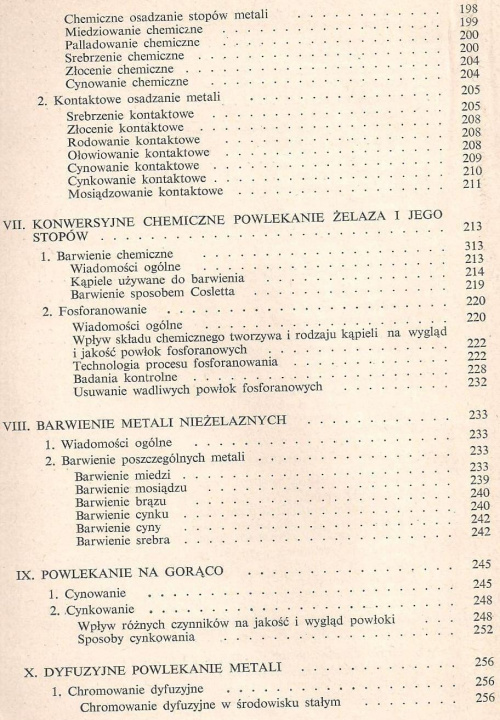 Chemiczne osadzanie stopów metali . . . . . . . . . . 198
Miedziowanie chemiczne . . . . . . . . . . 199
Palladowanie chemiczne . . . . . . . . . . 200
Srebrzenie chemiczne . . . . . . . . . . 200
Złocenie chemiczne . . . . . . . . . . 204
Cynowanie chemiczne . . . . . . . . . . 204
2. Kontaktowe osadzanie metali . . . . . . . . . . 205
Srebrzenie kontaktowe . . . . . . . . . . 205
Złocenie kontaktowe . . . . . . . . . . 208
Rodowanie kontaktowe . . . . . . . . . . 208
Ołowiowanie kontaktowe . . . . . . . . . . 208
Cynowanie kontaktowe . . . . . . . . . . 209
Cynkowanie kontaktowe . . . . . . . . . . 210
Mosiądzowanie kontaktowe . . . . . . . . . . 211
VII. KONWERSYJNE CHEMICZNE POWLEKANIE ŻELAZA I JEGO
STOPÓW . . . . . . . . . . 213
1. Barwienie chemiczne . . . . . . . . . . 313
Wiadomości ogólne . . . . . . . . . . 213
Kąpiele używane do barwienia . . . . . . . . . . 214
Barwienie sposobem Cosletta . . . . . . . . . . 219
2. Fosforanowanie . . . . . . . . . . 220
Wiadomości ogólne . . . . . . . . . . 220
Wpływ składu chemicznego tworzywa i rodzaju kąpieli na wygląd
i jakość powłok fosforanowych . . . . . . . . . . 222
Technologia procesu fosforanowania . . . . . . . . . . 222
Badania kontrolne . . . . . . . . . . 228
Usuwanie wadliwych powłok fosforanowych . . . . . . . . . . 232
VIII. BARWIENIE METALI NIEŻELAZNYCH . . . . . . . . . . 233
1. Wiadomości ogólne . . . . . . . . . . 233
2. Barwienie poszczególnych metali . . . . . . . . . . 233
Barwienie miedzi . . . . . . . . . . 233
Barwienie mosiądzu . . . . . . . . . . 239
Barwienie brązu . . . . . . . . . . 240
Barwienie cynku . . . . . . . . . . 240
Barwienie cyny . . . . . . . . . . 242
Barwienie srebra . . . . . . . . . . 242
IX. POWLEKANIE NA GORĄCO . . . . . . . . . . 245
1. Cynowanie . . . . . . . . . . 245
2. Cynkowanie . . . . . . . . . . 248
Wpływ różnych czynników na jakość i wygląd powłoki . . . . . 248
Sposoby cynkowania . . . . . . . . . . 252
X. DYFUZYJNE POWLEKANIE METALI . . . . . . . . . . 256
1. Chromowanie dyfuzyjne . . . . . . . . . . 256
Chromowanie dyfuzyjne w środowisku stałym . . . . . . . 256